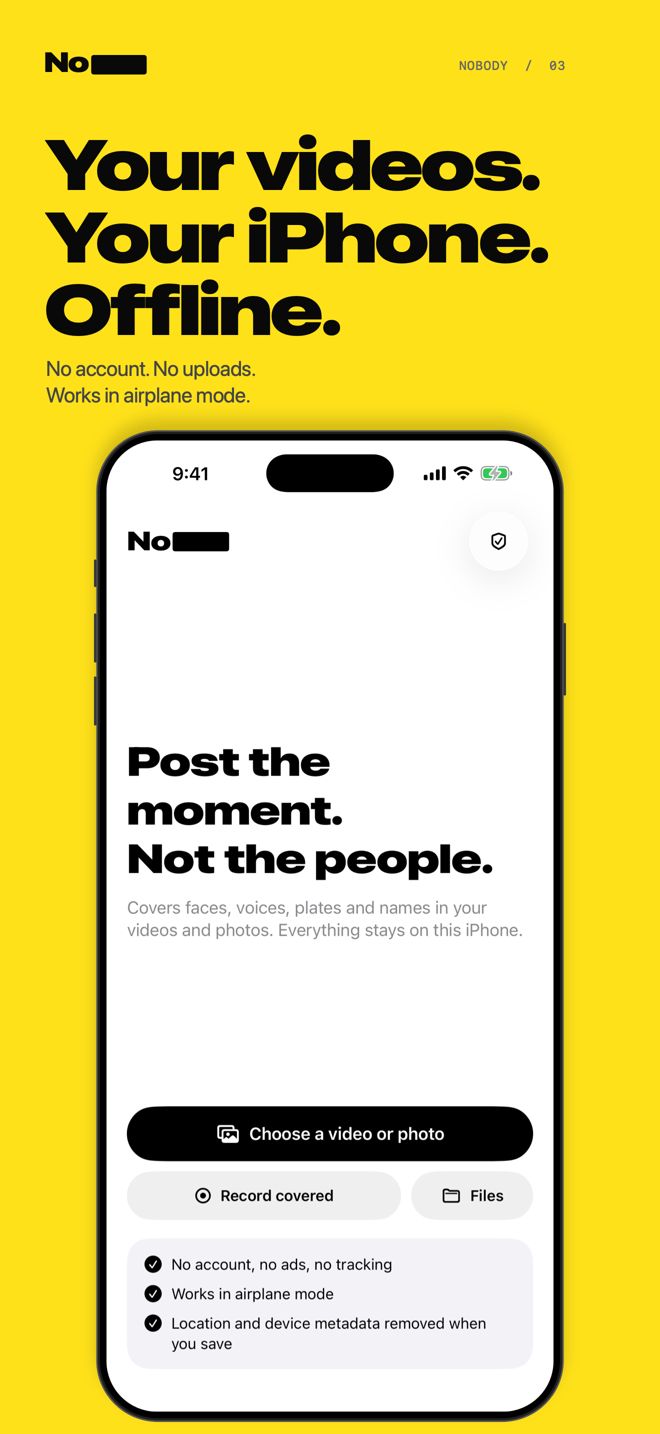 No
NOBODY / 03
Your videos.
Your iPhone.
Offline.
No account. No uploads.
Works in airplane mode.
9:41
No
Post the
moment.
Not the people.
Covers faces, voices, plates and names in your
videos and photos. Everything stays on this iPhone.
Choose a video or photo
Record covered
Files
No account, no ads, no tracking
Works in airplane mode
Location and device metadata removed when
you save